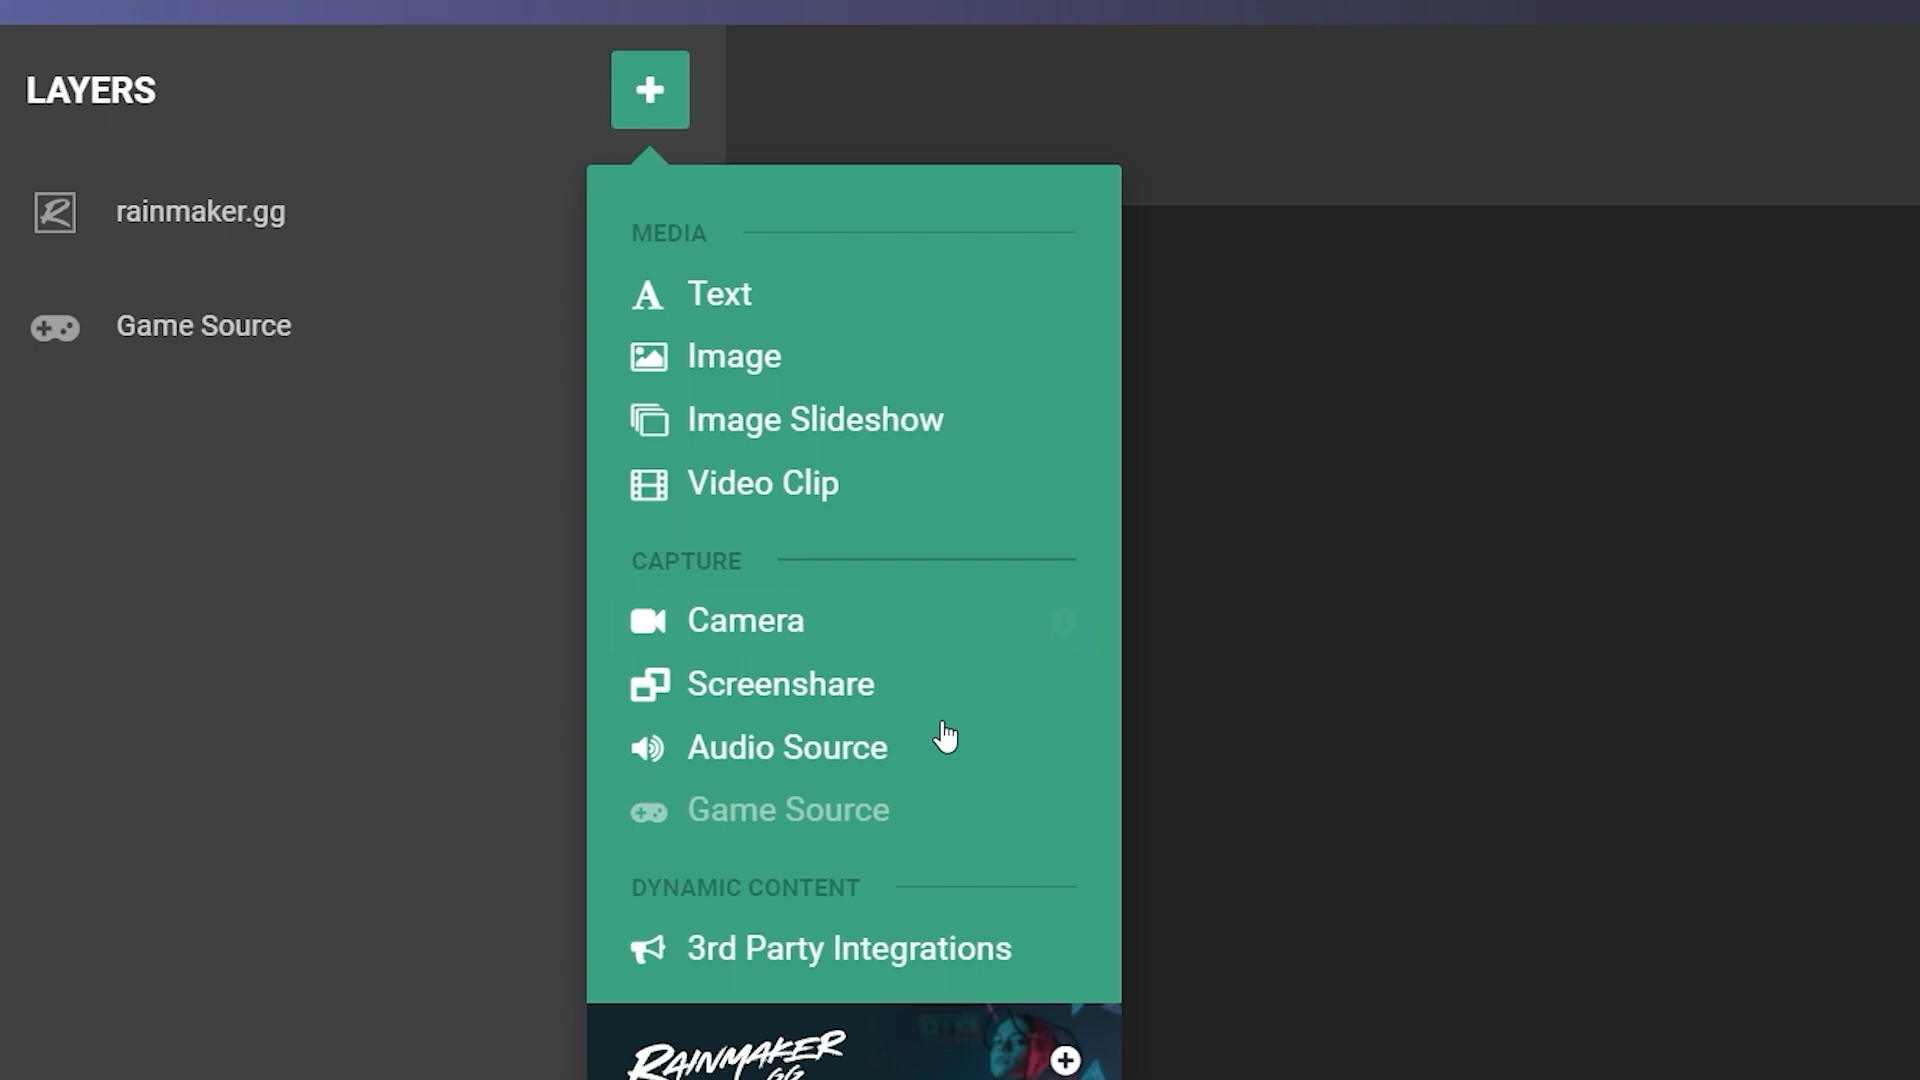 LAYERS
rainmaker.gg
Game Source
MEDIA
Text
Image
Image Slideshow
Video Clip
CAPTURE
Camera
Screenshare
Audio Source
Game Source
DYNAMIC CONTENT
3rd Party Integrations
RAINMAKER
GG